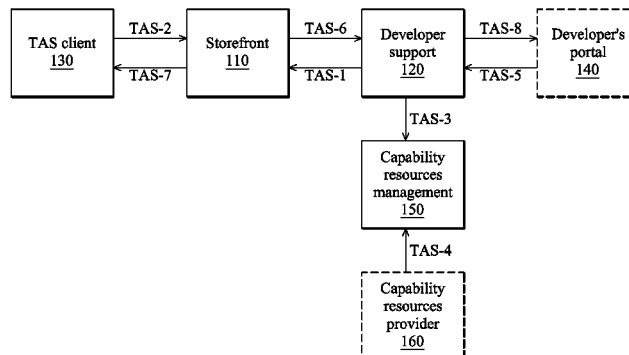 TAS client
130
TAS-2
TAS-7
Storefront
110
TAS-6
TAS-1
Developer
support
120
TAS-8
TAS-5
Developer's
portal
140
TAS-3
Capability
resources
management
150
TAS-4
Capability
resources
provider
160